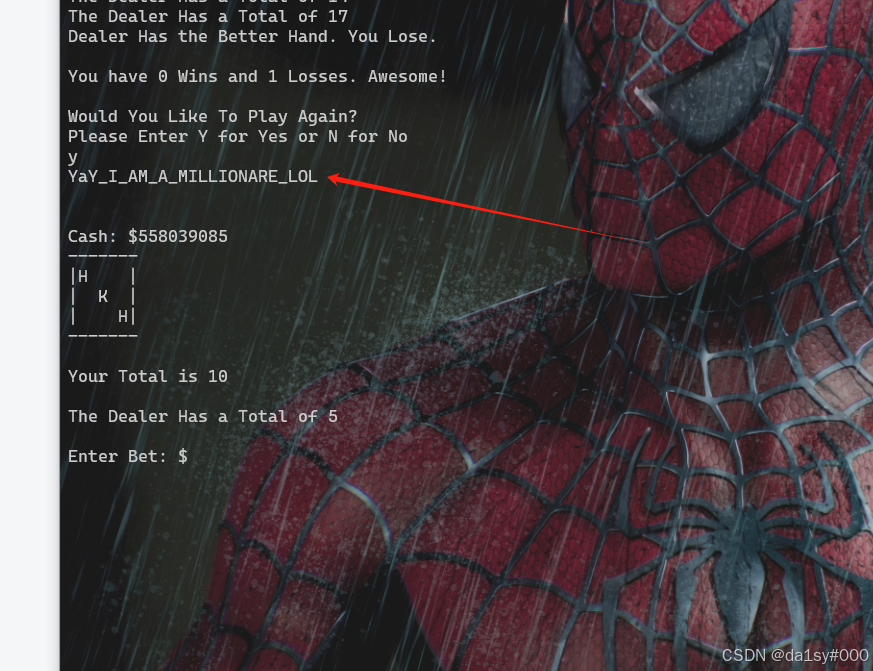 The Dealer Has a Total of 17
Dealer Has the Better Hand. You Lose.
You have 0 Wins and 1 Losses. Awesome!
Would You Like To Play Again?
Please Enter Y for Yes or N for No
y
YaY_I_AM_A_MILLIONARE_LOL
Cash: $558039085
-------
|H    |
|  K  |
|    H|
-------
Your Total is 10
The Dealer Has a Total of 5
Enter Bet: $
CSDN @da1sy#000